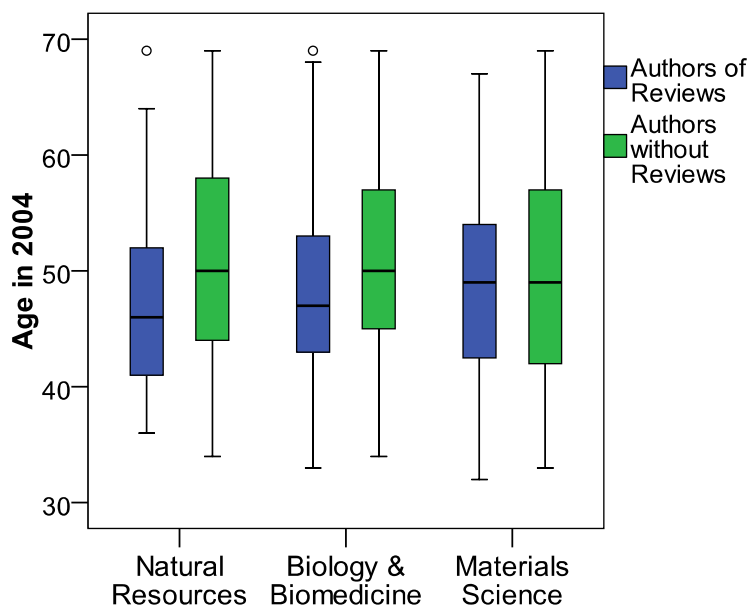 70
60
50
40
30
Age in 2004
Natural
Resources
Biology &
Biomedicine
Materials
Science
Authors of
Reviews
Authors
without
Reviews